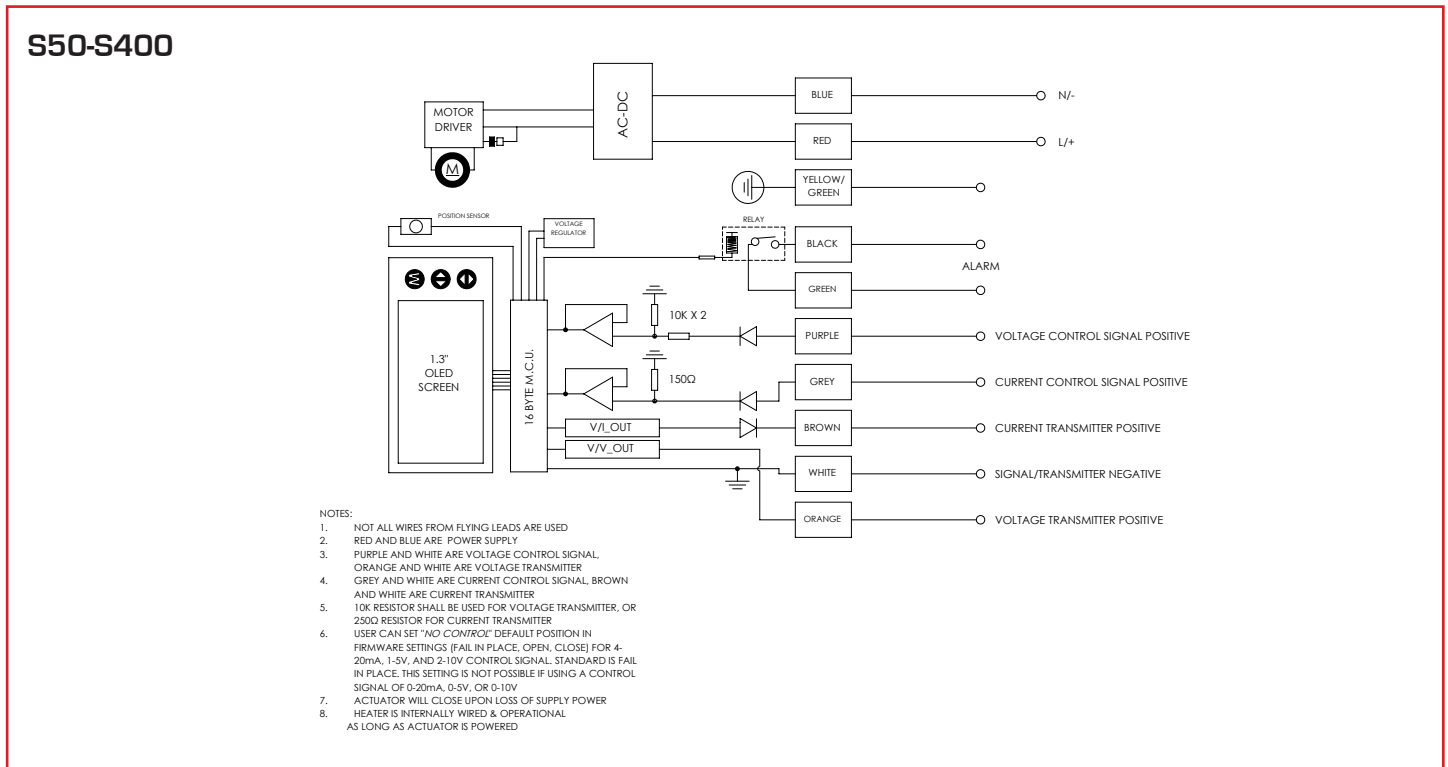 S50-S400
MOTOR
DRIVER
M
AC-DC
BLUE
N/-
RED
L/+
YELLOW/
GREEN
POSITION SENSOR
VOLTAGE
REGULATOR
RELAY
BLACK
ALARM
GREEN
M
10K X 2
PURPLE
VOLTAGE CONTROL SIGNAL POSITIVE
1.3"
OLED
SCREEN
16 BYTE M.C.U.
150Ω
GREY
CURRENT CONTROL SIGNAL POSITIVE
V/I_OUT
BROWN
CURRENT TRANSMITTER POSITIVE
V/V_OUT
WHITE
SIGNAL/TRANSMITTER NEGATIVE
ORANGE
VOLTAGE TRANSMITTER POSITIVE
NOTES:
1. NOT ALL WIRES FROM FLYING LEADS ARE USED
2. RED AND BLUE ARE POWER SUPPLY
3. PURPLE AND WHITE ARE VOLTAGE CONTROL SIGNAL,
ORANGE AND WHITE ARE VOLTAGE TRANSMITTER
4. GREY AND WHITE ARE CURRENT CONTROL SIGNAL, BROWN
AND WHITE ARE CURRENT TRANSMITTER
5. 10K RESISTOR SHALL BE USED FOR VOLTAGE TRANSMITTER, OR
250Ω RESISTOR FOR CURRENT TRANSMITTER
6. USER CAN SET "NO CONTROL" DEFAULT POSITION IN
FIRMWARE SETTINGS (FAIL IN PLACE, OPEN, CLOSE) FOR 4-
20mA, 1-5V, AND 2-10V CONTROL SIGNAL. STANDARD IS FAIL
IN PLACE. THIS SETTING IS NOT POSSIBLE IF USING A CONTROL
SIGNAL OF 0-20mA, 0-5V, OR 0-10V
7. ACTUATOR WILL CLOSE UPON LOSS OF SUPPLY POWER
8. HEATER IS INTERNALLY WIRED & OPERATIONAL
AS LONG AS ACTUATOR IS POWERED